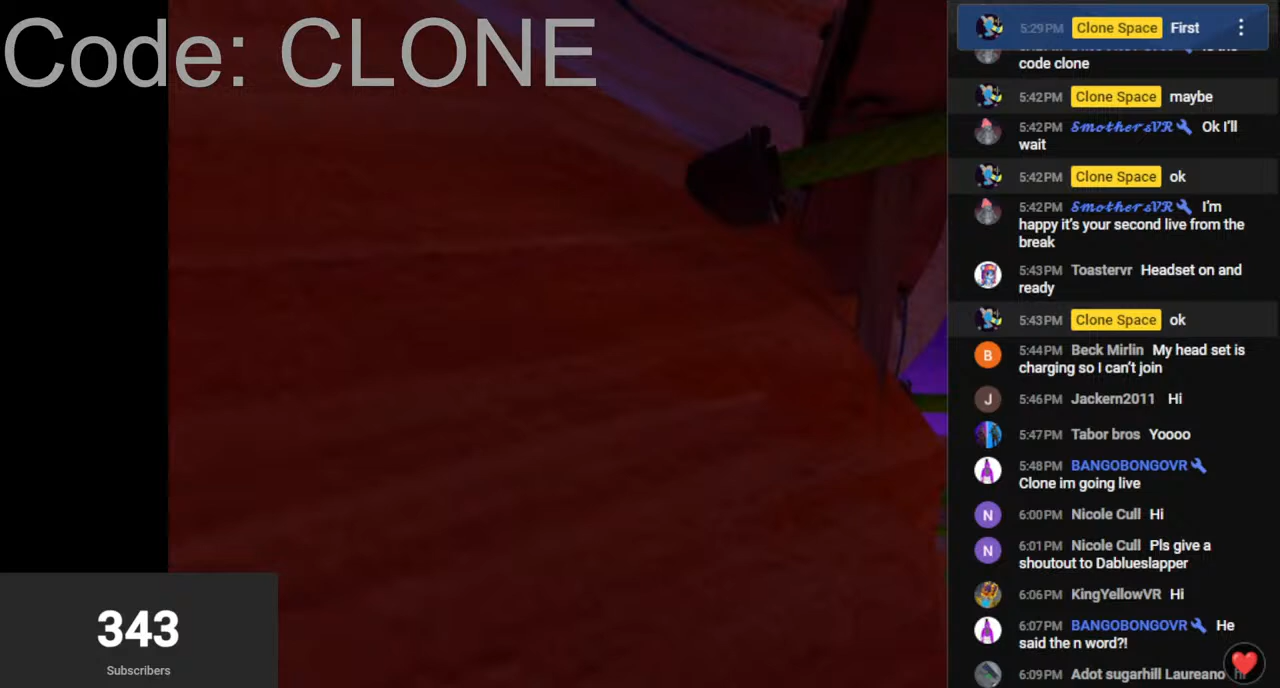 Code: CLONE
343
Subscribers
5:29 PM Clone Space First
code clone
5:42 PM Clone Space maybe
5:42 PM SmothersVR Ok I'll
wait
5:42 PM Clone Space ok
5:42 PM SmothersVR I'm
happy it's your second live from the
break
5:43 PM Toastervr Headset on and
ready
5:43 PM Clone Space ok
B
5:44 PM Beck Mirlin My head set is
charging so I can't join
J
5:46 PM Jackern2011 Hi
5:47 PM Tabor bros Yoooo
5:48 PM BANGOBONGOVR
Clone im going live
N
6:00 PM Nicole Cull Hi
N
6:01 PM Nicole Cull Pls give a
shoutout to Dablueslapper
6:06 PM KingYellowVR Hi
6:07 PM BANGOBONGOVR He
said the n word?!
6:09 PM Adot sugarhill Laureano